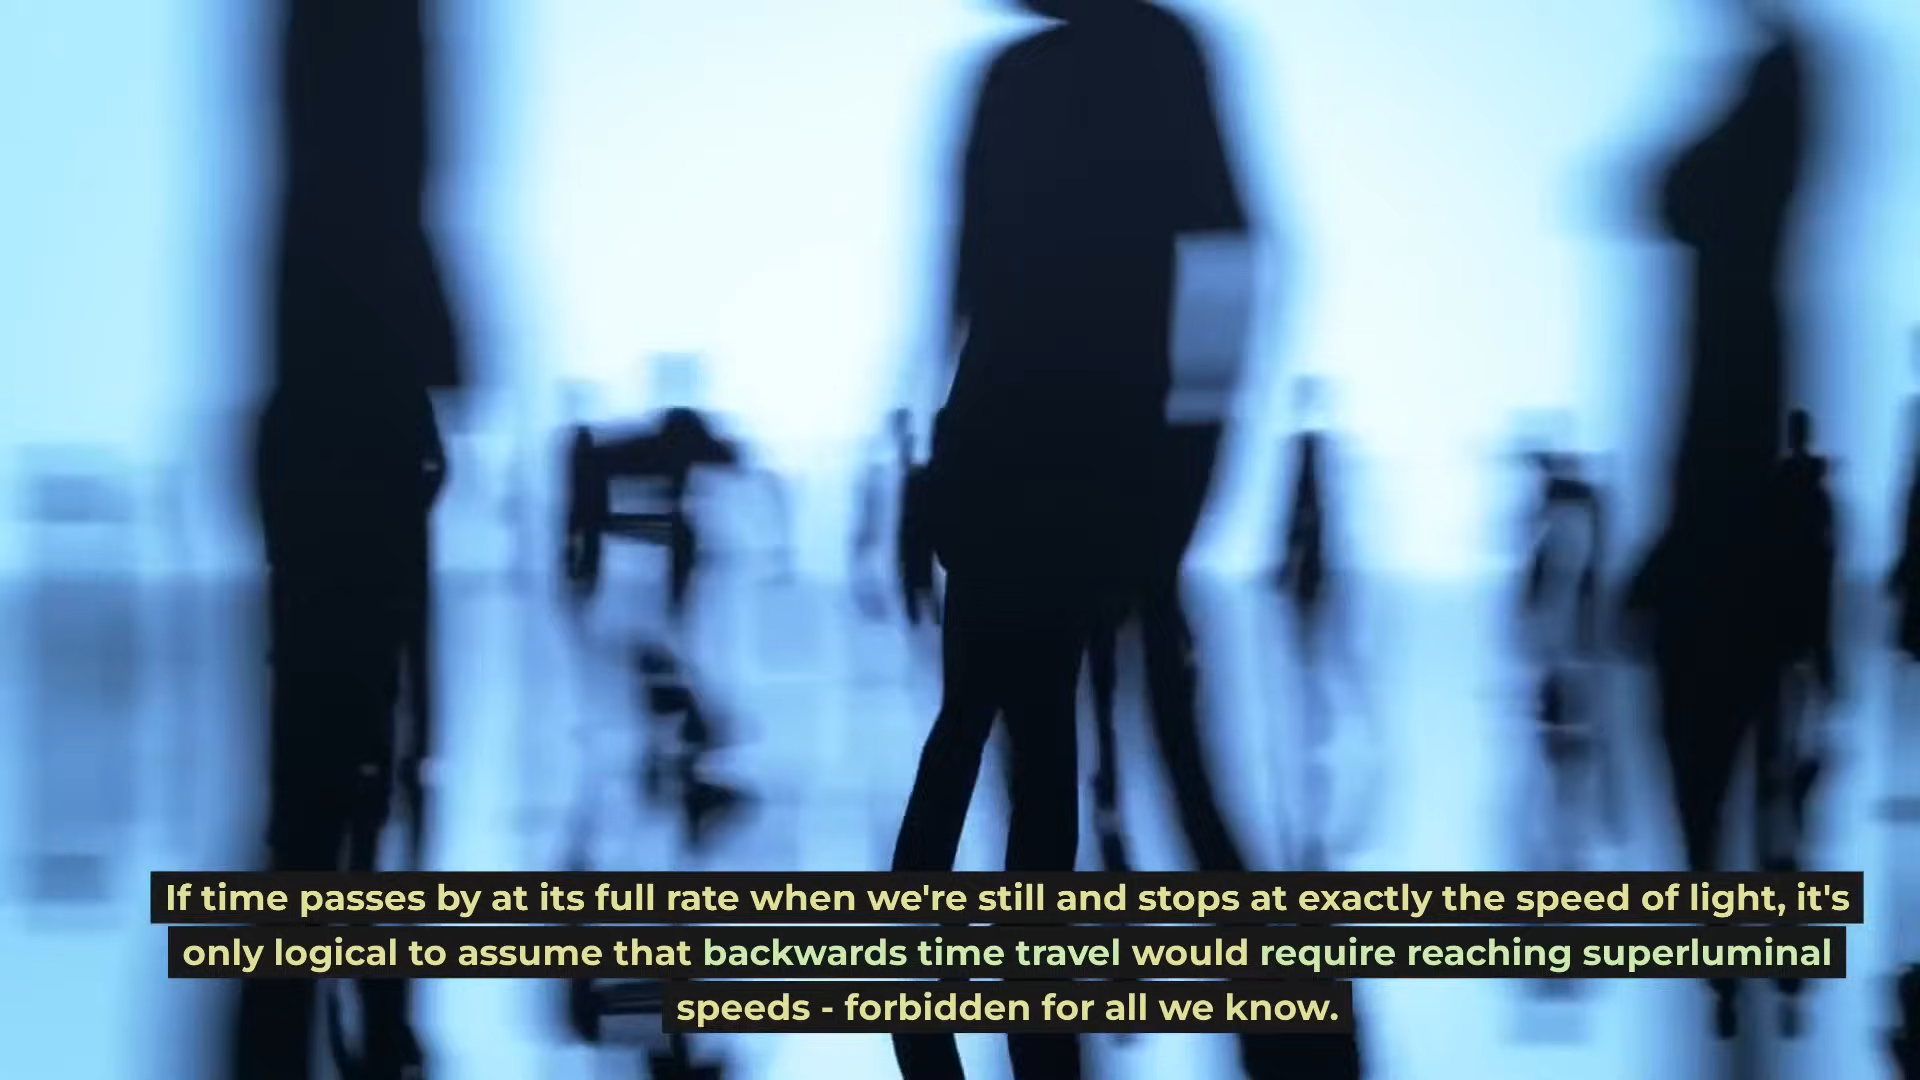 If time passes by at its full rate when we're still and stops at exactly the speed of light, it's
only logical to assume that backwards time travel would require reaching superluminal
speeds - forbidden for all we know.